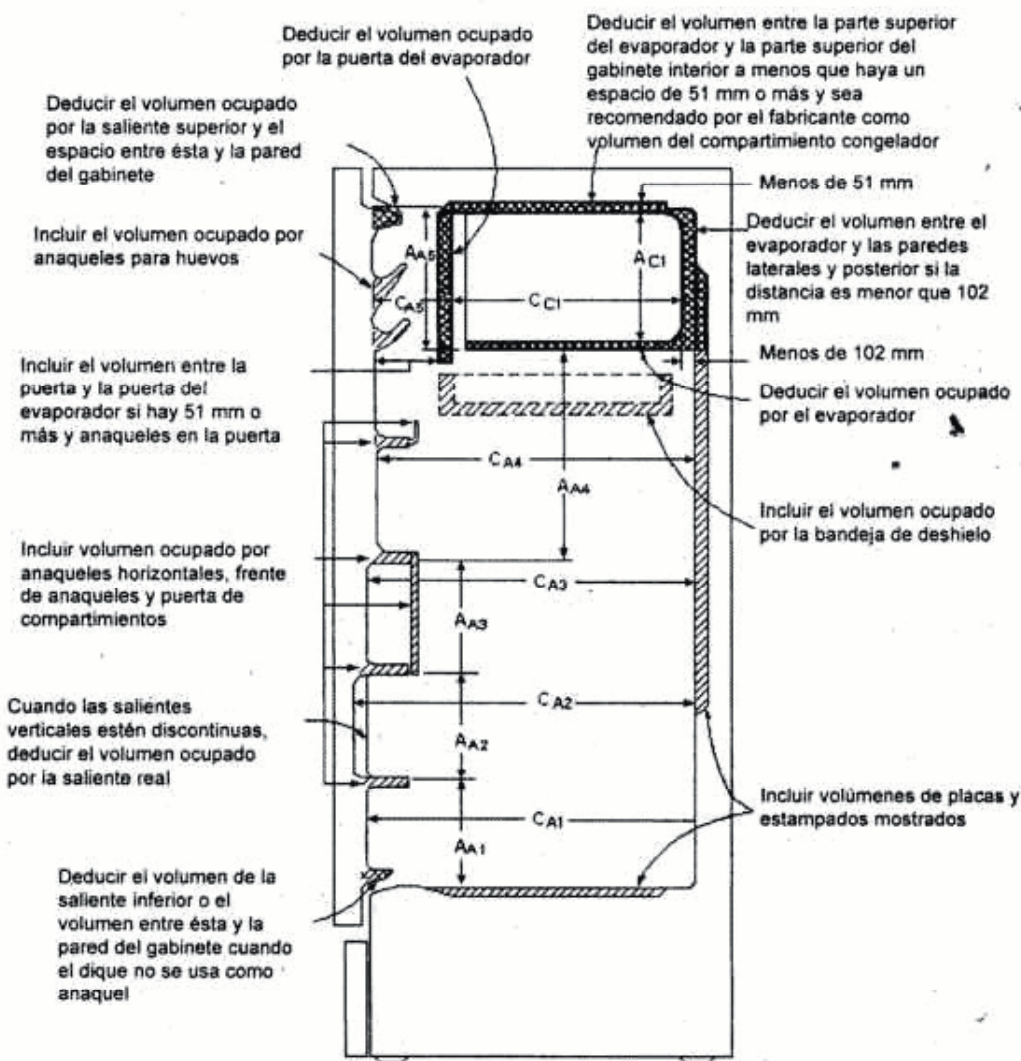 Deducir el volumen ocupado
por la puerta del evaporador
Deducir el volumen entre la parte superior
del evaporador y la parte superior del
gabinete interior a menos que haya un
espacio de 51 mm o más y sea
recomendado por el fabricante como
volumen del compartimiento congelador
Deducir el volumen ocupado
por la saliente superior y el
espacio entre ésta y la pared
del gabinete
Menos de 51 mm
Incluir el volumen ocupado por
anaqueles para huevos
Deducir el volumen entre el
evaporador y las paredes
laterales y posterior si la
distancia es menor que 102
mm
AA5
AC1
CA5
CC1
Incluir el volumen entre la
puerta y la puerta del
evaporador si hay 51 mm o
más y anaqueles en la puerta
Menos de 102 mm
Deducir el volumen ocupado
por el evaporador
CA4
AA4
Incluir el volumen ocupado
por la bandeja de deshielo
Incluir volumen ocupado por
anaqueles horizontales, frente
de anaqueles y puerta de
compartimientos
CA3
AA3
Cuando las salientes
verticales estén discontinuas,
deducir el volumen ocupado
por la saliente real
CA2
AA2
Incluir volúmenes de placas y
estampados mostrados
CA1
AA1
Deducir el volumen de la
saliente inferior o el
volumen entre ésta y la
pared del gabinete cuando
el dique no se usa como
anaquel